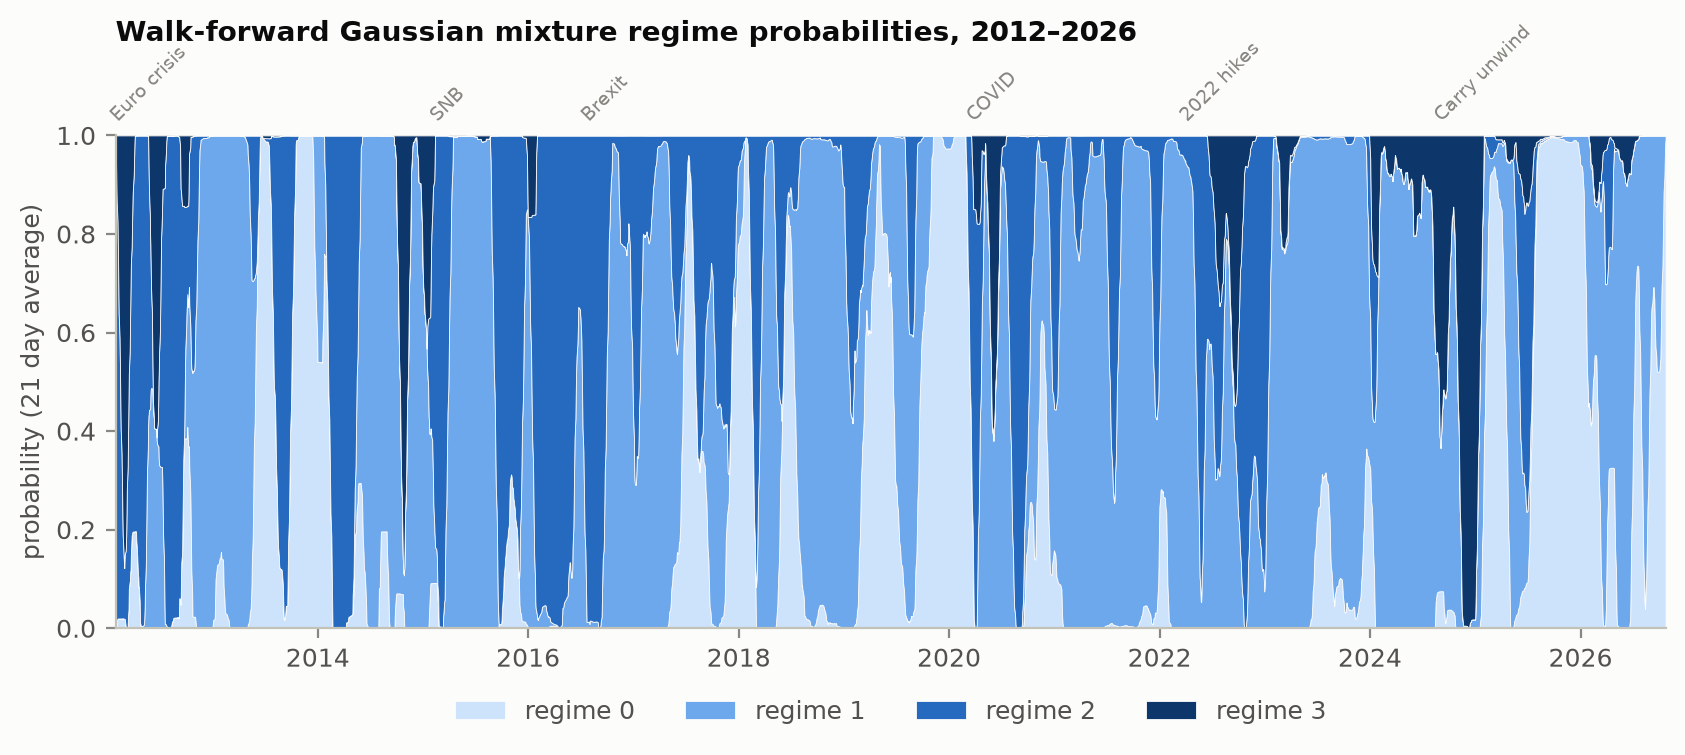 Walk-forward Gaussian mixture regime probabilities, 2012–2026
Euro crisis
SNB
Brexit
COVID
2022 hikes
Carry unwind
probability (21 day average)
1.0
0.8
0.6
0.4
0.2
0.0
2014 2016 2018 2020 2022 2024 2026
regime 0 regime 1 regime 2 regime 3